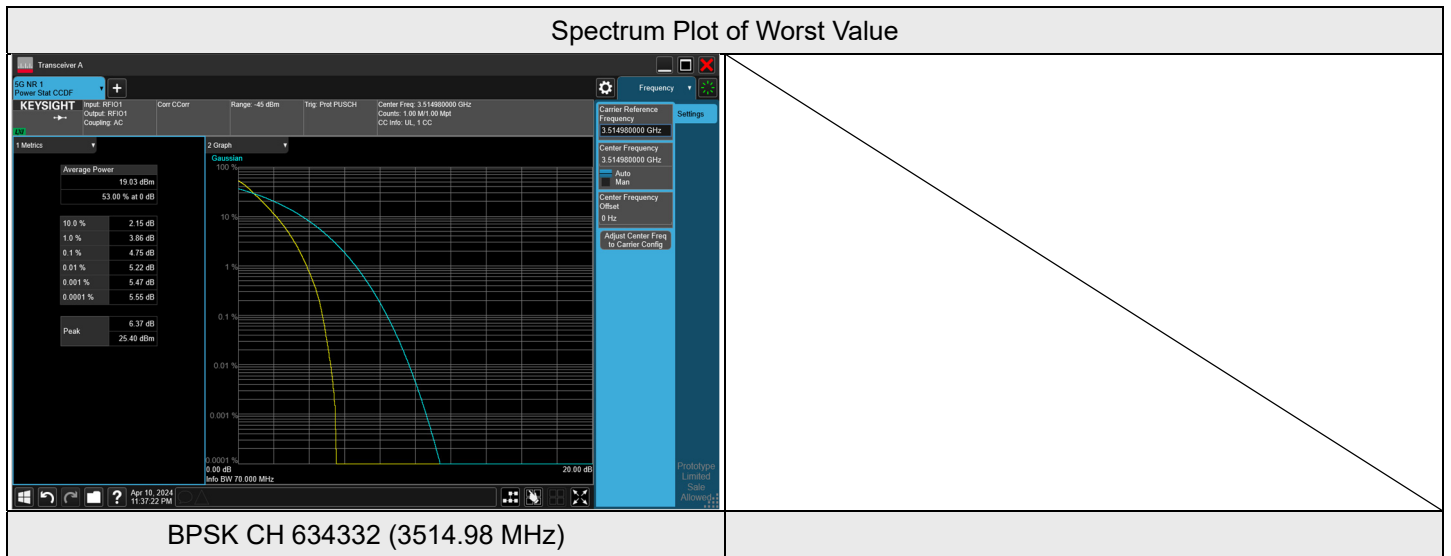 Spectrum Plot of Worst Value
Transceiver A
5G NR 1
Power Stat CCDF
+
Frequency
KEYSIGHT
LXI
Input: RFIO1
Output: RFIO1
Coupling: AC
Corr CCorr
Range: -45 dBm
Trig: Prot PUSCH
Center Freq: 3.514980000 GHz
Counts: 1.00 M/1.00 Mpt
CC Info: UL, 1 CC
1 Metrics
Average Power
19.03 dBm
53.00 % at 0 dB
10.0 % 2.15 dB
1.0 % 3.86 dB
0.1 % 4.75 dB
0.01 % 5.22 dB
0.001 % 5.47 dB
0.0001 % 5.55 dB
Peak
6.37 dB
25.40 dBm
2 Graph
Gaussian
100 %
10 %
1 %
0.1 %
0.01 %
0.001 %
0.0001 %
0.00 dB 20.00 dB
Info BW 70.000 MHz
Carrier Reference
Frequency
3.514980000 GHz
Center Frequency
3.514980000 GHz
Auto
Man
Center Frequency
Offset
0 Hz
Adjust Center Freq
to Carrier Config
Settings
Prototype
Limited
Sale
Allowed
?
Apr 10, 2024
11:37:22 PM
BPSK CH 634332 (3514.98 MHz)